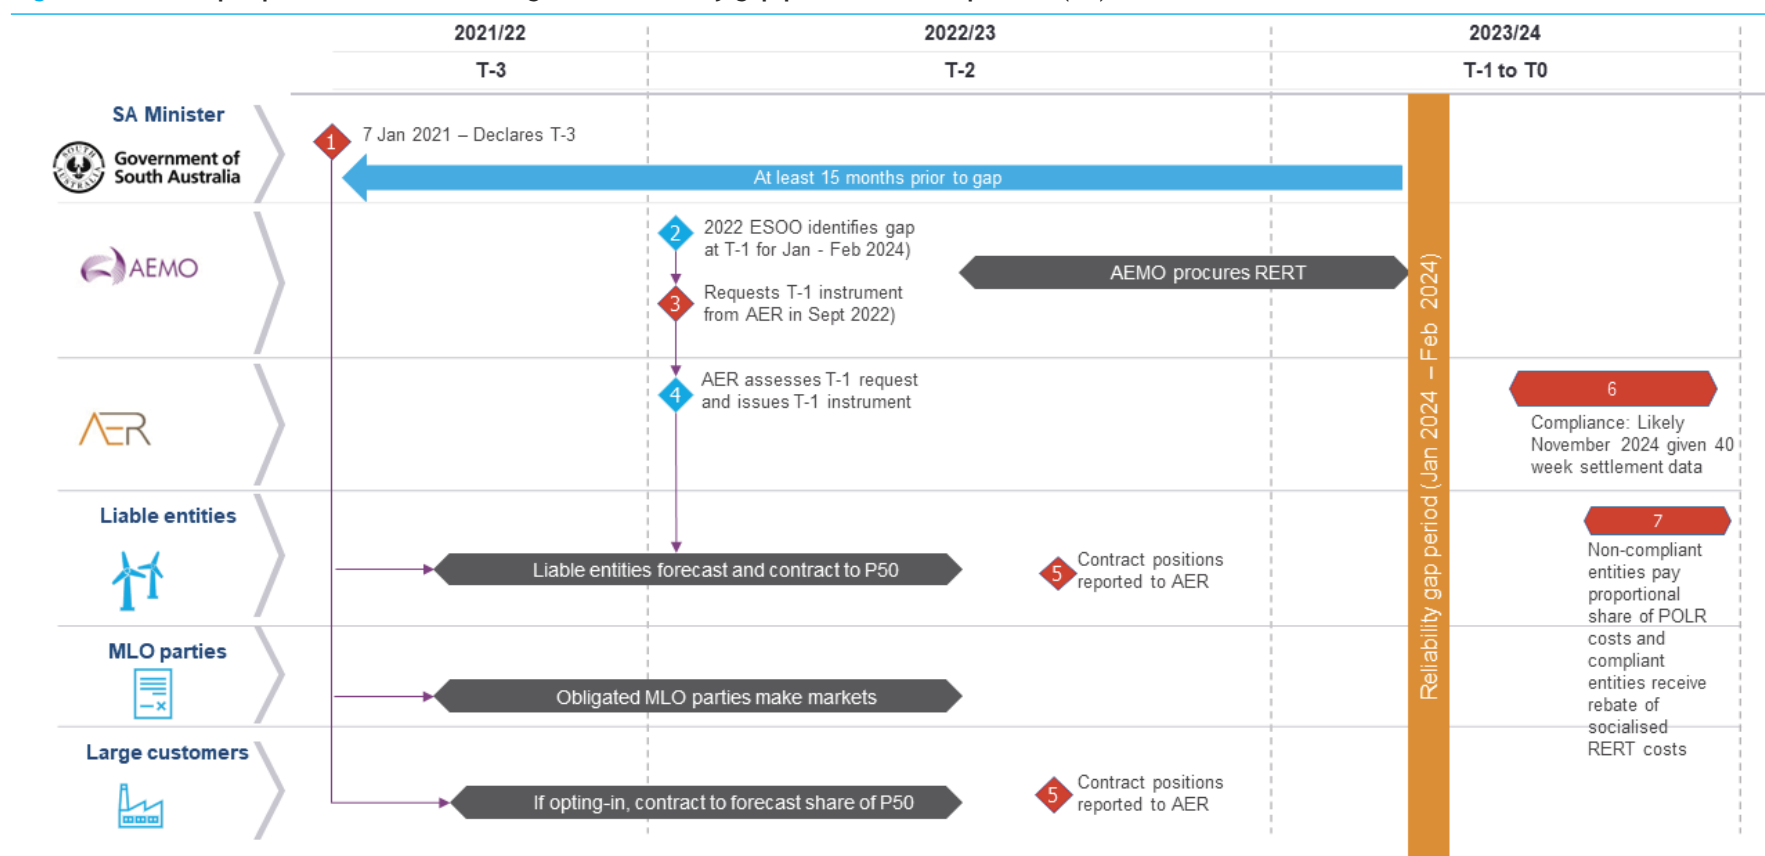 2021/22
2022/23
2023/24
T-3
T-2
T-1 to T0
SA Minister
SOUTH AUSTRALIA
Government of
South Australia
1
7 Jan 2021 – Declares T-3
At least 15 months prior to gap
AEMO
2
2022 ESOO identifies gap
at T-1 for Jan - Feb 2024)
3
Requests T-1 instrument
from AER in Sept 2022)
AEMO procures RERT
Reliability gap period (Jan 2024 – Feb 2024)
AER
4
AER assesses T-1 request
and issues T-1 instrument
6
Compliance: Likely
November 2024 given 40
week settlement data
Liable entities
Liable entities forecast and contract to P50
5
Contract positions
reported to AER
7
Non-compliant
entities pay
proportional
share of POLR
costs and
compliant
entities receive
rebate of
socialised
RERT costs
MLO parties
Obligated MLO parties make markets
Large customers
If opting-in, contract to forecast share of P50
5
Contract positions
reported to AER